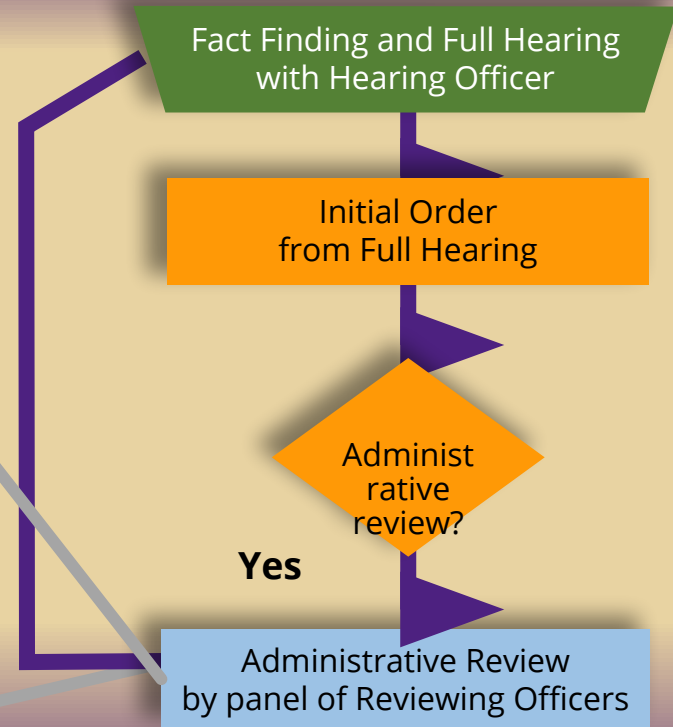 Fact Finding and Full Hearing
with Hearing Officer
Initial Order
from Full Hearing
Administ
rative
review?
Yes
Administrative Review
by panel of Reviewing Officers